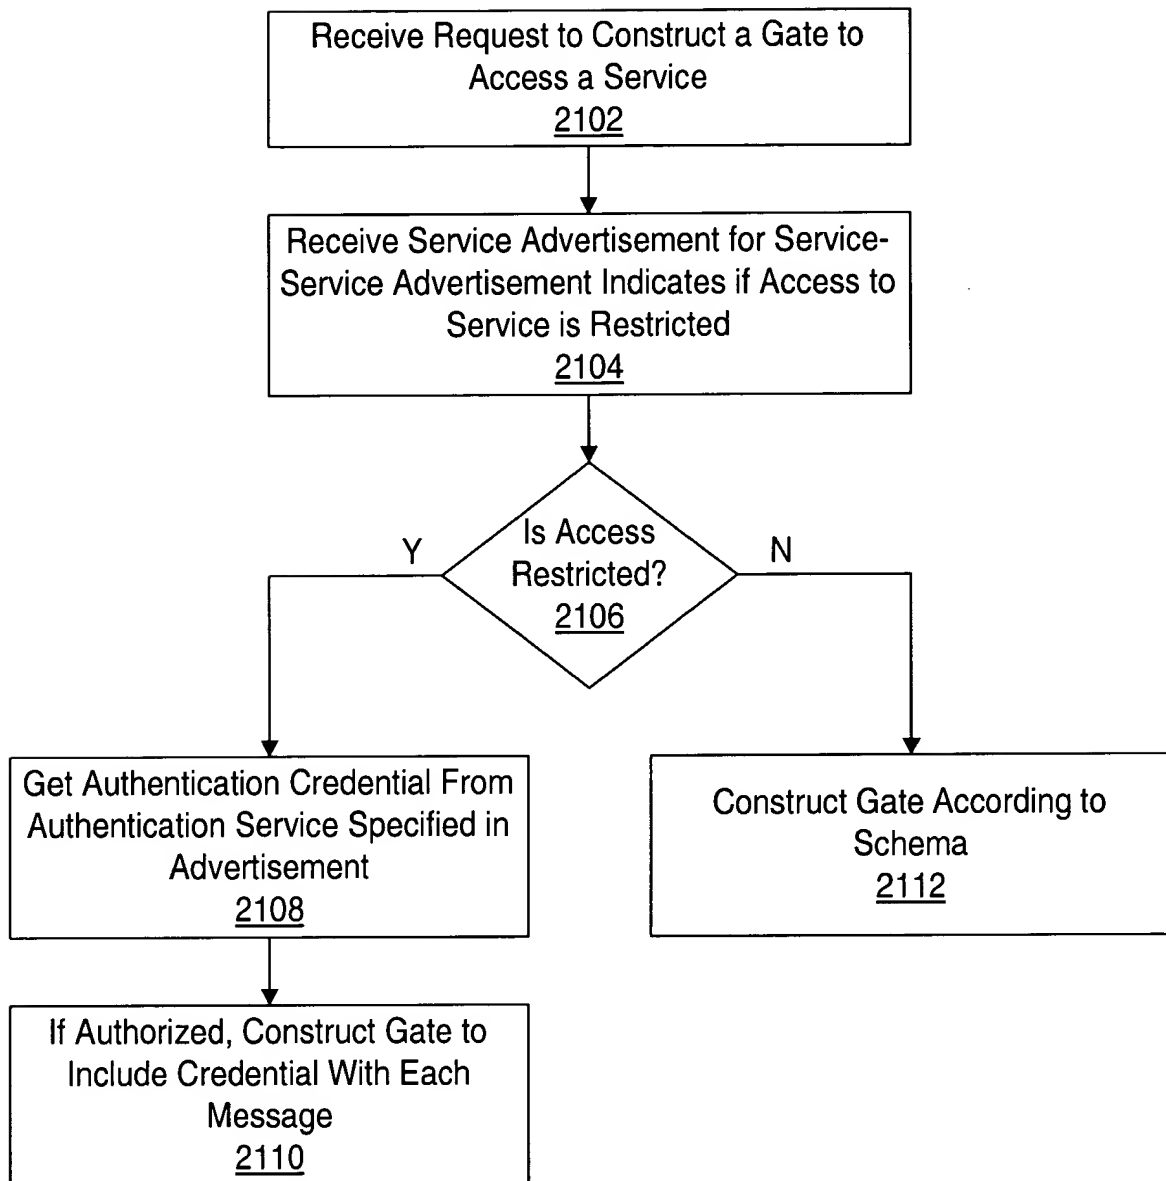 Receive Request to Construct a Gate to
Access a Service
2102
Receive Service Advertisement for Service-
Service Advertisement Indicates if Access to
Service is Restricted
2104
Is Access
Restricted?
2106
Y
N
Get Authentication Credential From
Authentication Service Specified in
Advertisement
2108
Construct Gate According to
Schema
2112
If Authorized, Construct Gate to
Include Credential With Each
Message
2110